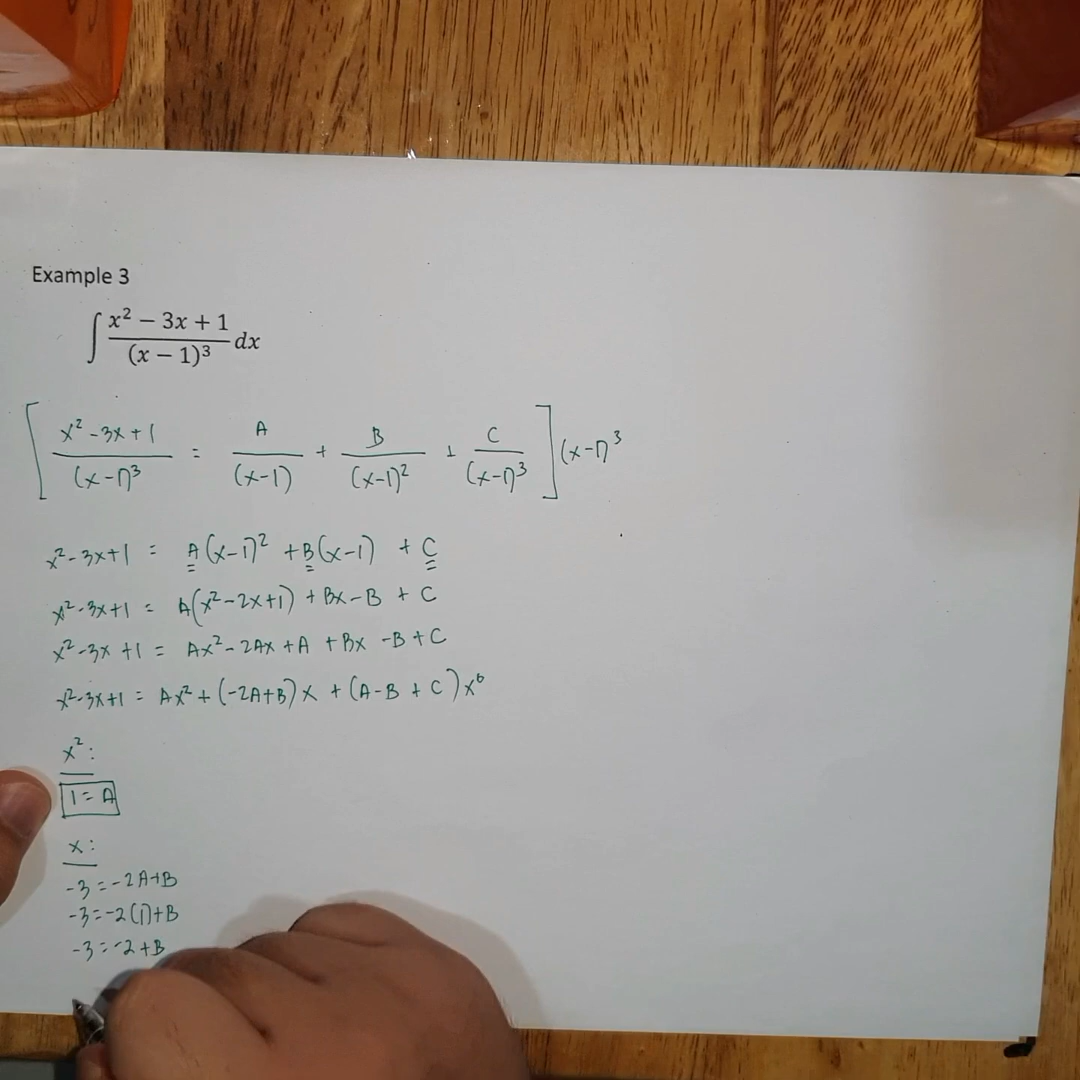 Example 3
∫ (x² − 3x + 1)/(x − 1)³ dx
[ (x² - 3x + 1)/(x-1)³ = A/(x-1) + B/(x-1)² + C/(x-1)³ ] (x-1)³
x² - 3x + 1 = A(x-1)² + B(x-1) + C
x² - 3x + 1 = A(x² - 2x + 1) + Bx - B + C
x² - 3x + 1 = Ax² - 2Ax + A + Bx - B + C
x² - 3x + 1 = Ax² + (-2A+B)x + (A - B + C)x⁰
x²:
1 = A
x:
-3 = -2A+B
-3 = -2(1)+B
-3 = -2+B